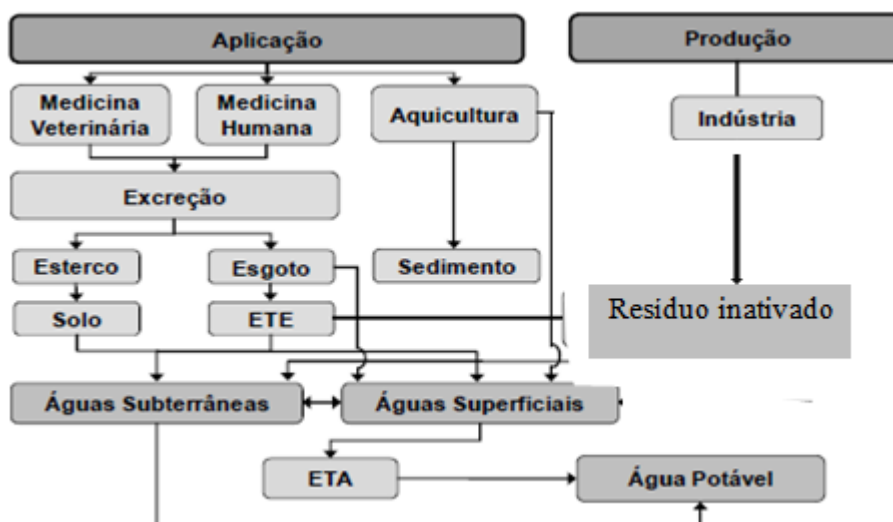 Aplicação
Produção
Medicina
Veterinária
Medicina
Humana
Aquicultura
Indústria
Excreção
Esterco
Esgoto
Sedimento
Solo
ETE
Resíduo inativado
Águas Subterrâneas
Águas Superficiais
ETA
Água Potável